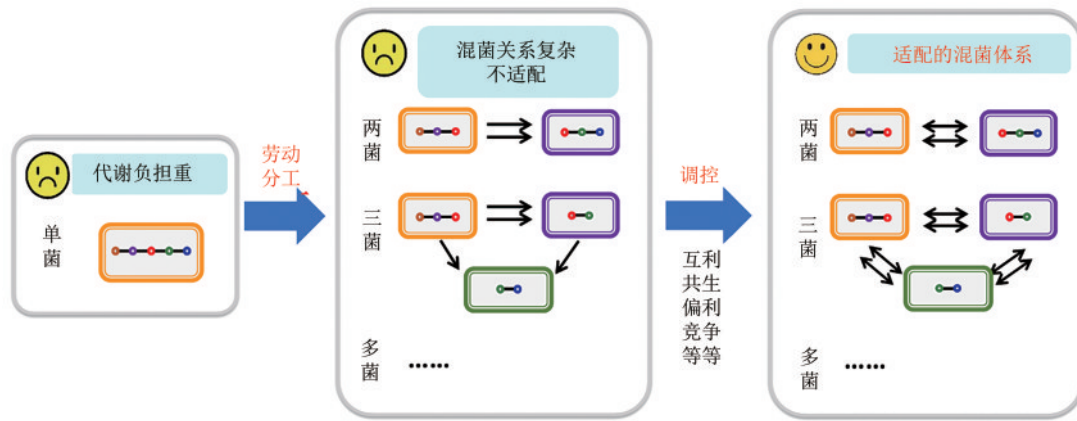 代谢负担重
单
菌
劳动
分工
混菌关系复杂
不适配
两
菌
三
菌
多
菌
……
调控
互利
共生
偏利
竞争
等等
适配的混菌体系
两
菌
三
菌
多
菌
……